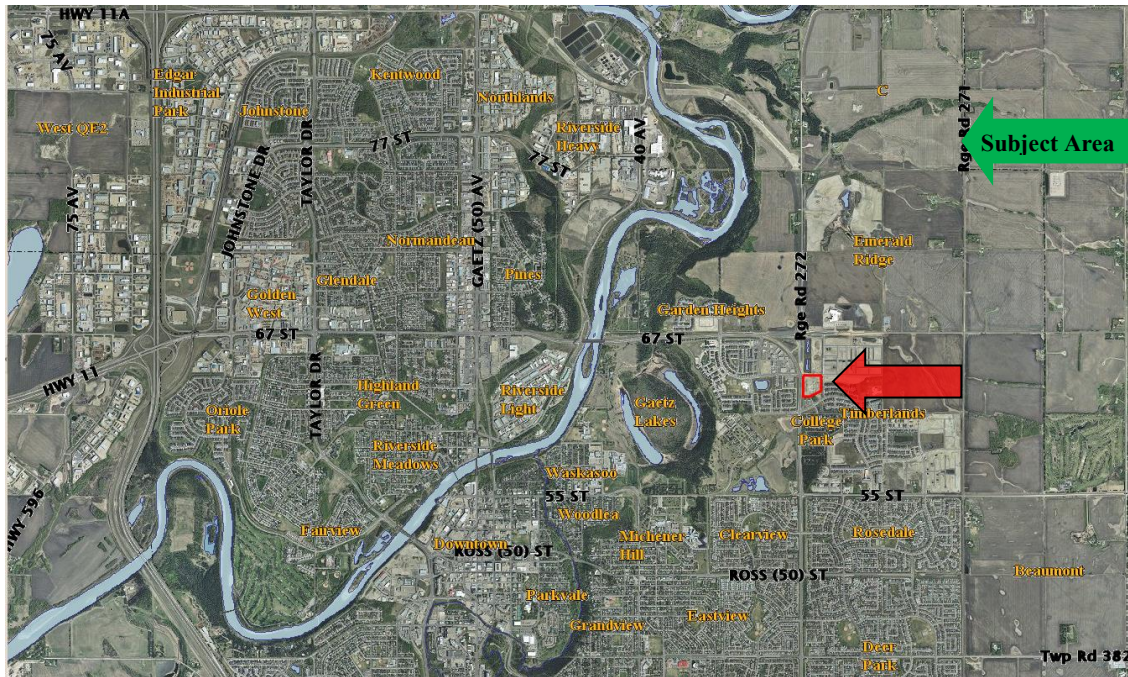 HWY 11A
75 AV
Edgar
Industrial
Park
Kentwood
Johnstone
Northlands
C
West QE2
TAYLOR DR
77 ST
Riverside
Heavy
77 ST
40 AV
Rge Rd 271
Subject Area
75 AV
JOHNSTONE DR
GAETZ (50) AV
Normandeau
Emerald
Ridge
Glendale
Pines
Rge Rd 272
Golden
West
Garden Heights
67 ST
67 ST
HWY 11
TAYLOR DR
Highland
Green
Riverside
Light
Gaetz
Lakes
Oriole
Park
College
Park
Timberlands
Riverside
Meadows
Waskasoo
HWY 596
55 ST
55 ST
Woodlea
Fairview
Michener
Hill
Clearview
Rosedale
Downtown
ROSS (50) ST
ROSS (50) ST
Beaumont
Parkvale
Grandview
Eastview
Deer
Park
Twp Rd 382